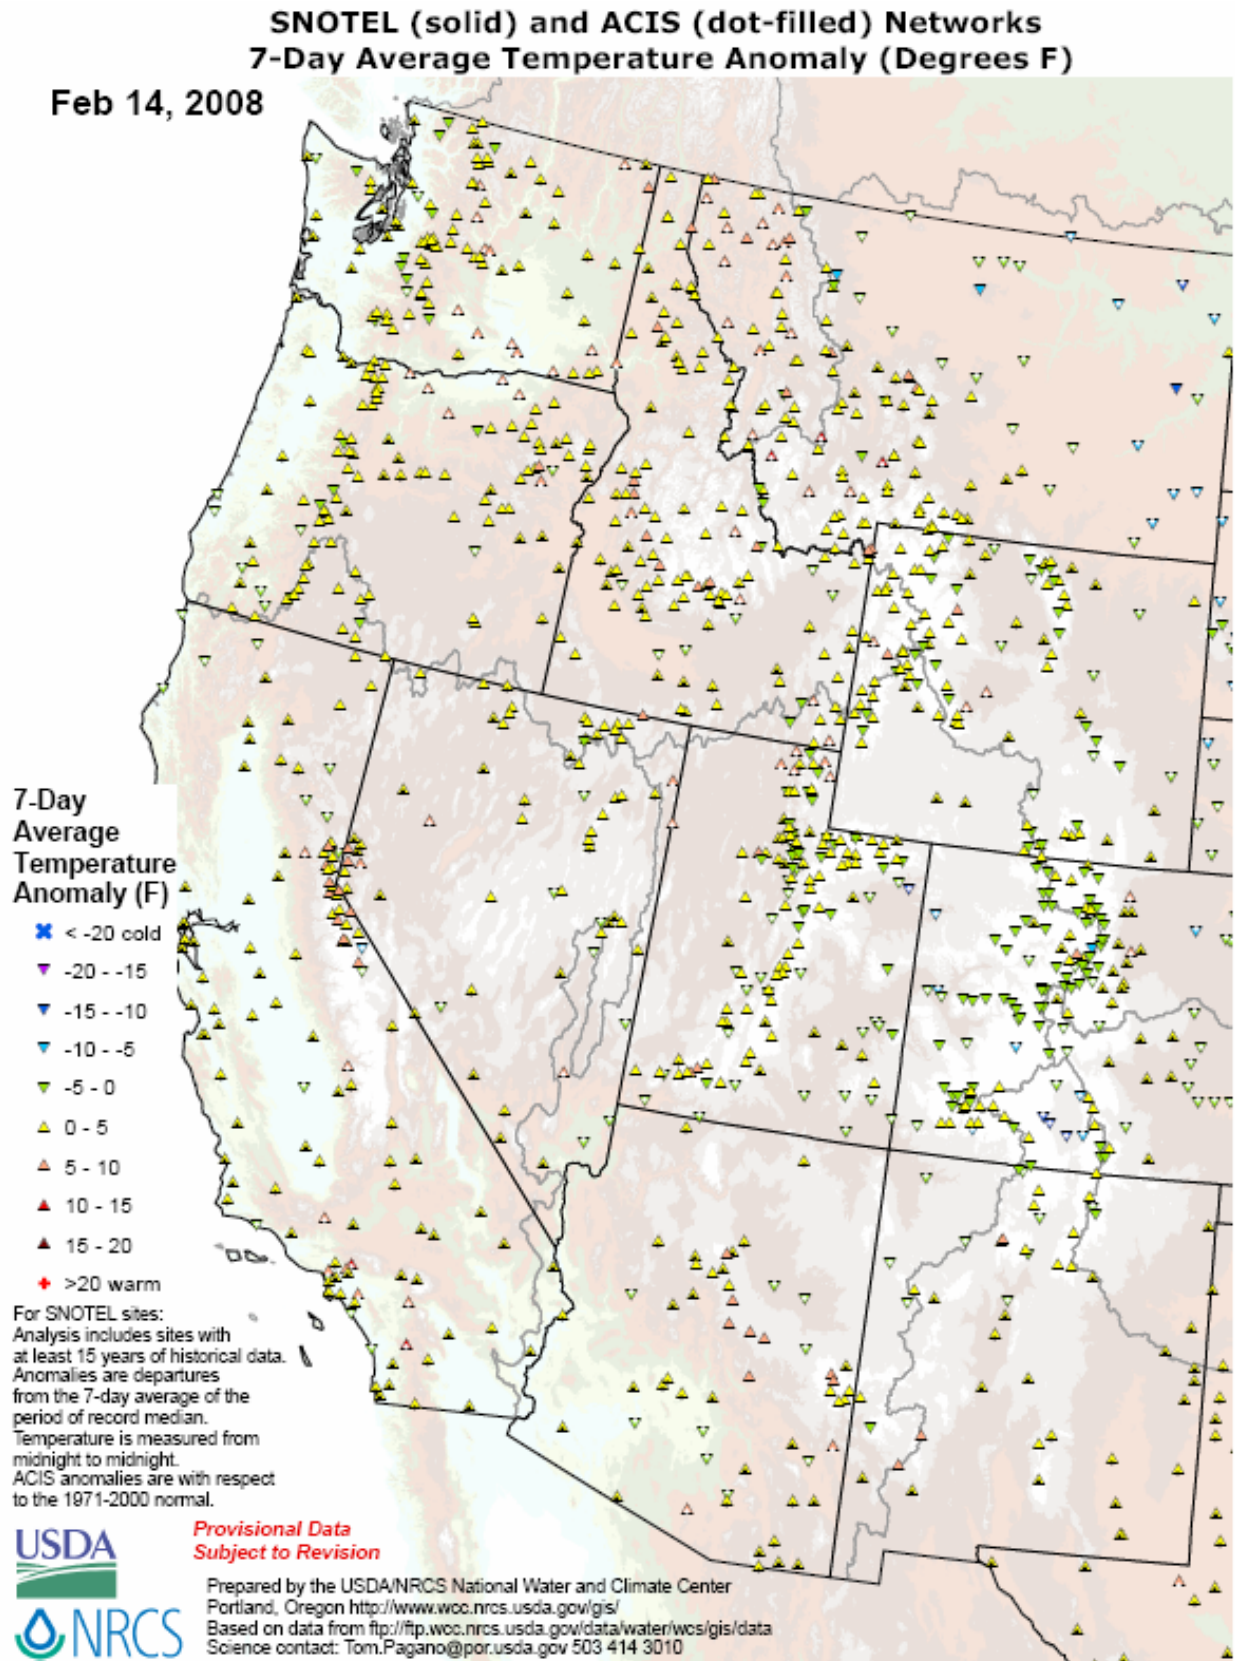 SNOTEL (solid) and ACIS (dot-filled) Networks
7-Day Average Temperature Anomaly (Degrees F)
Feb 14, 2008
7-Day
Average
Temperature
Anomaly (F)
< -20 cold
-20 - -15
-15 - -10
-10 - -5
-5 - 0
0 - 5
5 - 10
10 - 15
15 - 20
>20 warm
For SNOTEL sites:
Analysis includes sites with
at least 15 years of historical data.
Anomalies are departures
from the 7-day average of the
period of record median.
Temperature is measured from
midnight to midnight.
ACIS anomalies are with respect
to the 1971-2000 normal.
USDA
NRCS
Provisional Data
Subject to Revision
Prepared by the USDA/NRCS National Water and Climate Center
Portland, Oregon http://www.wcc.nrcs.usda.gov/gis/
Based on data from ftp://ftp.wcc.nrcs.usda.gov/data/water/wcs/gis/data
Science contact: Tom.Pagano@por.usda.gov 503 414 3010